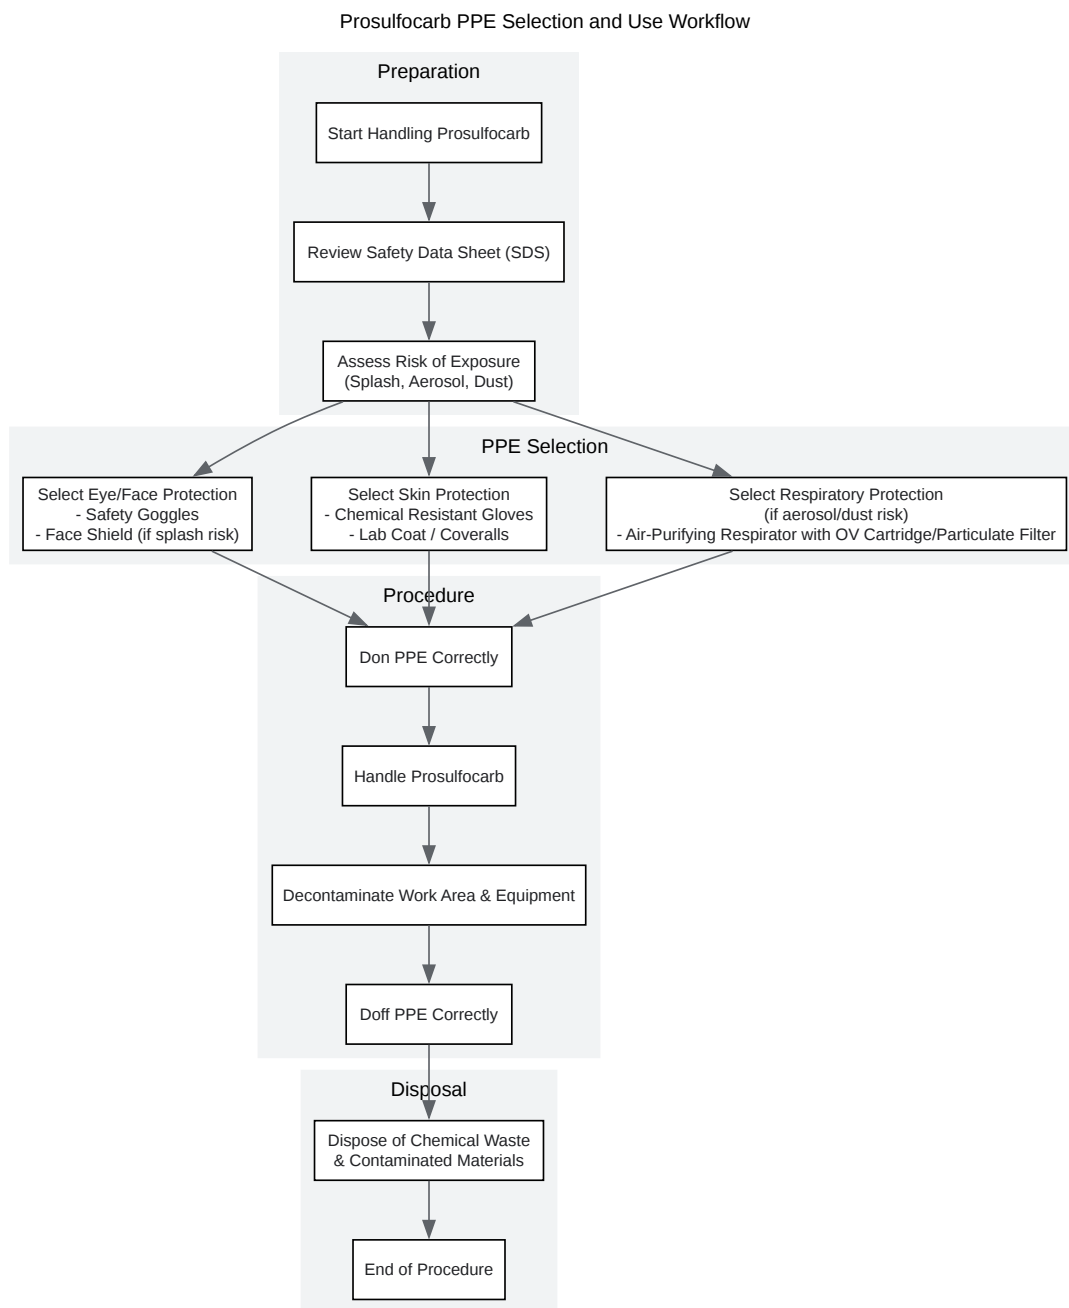 Prosulfocarb PPE Selection and Use Workflow
Preparation
Start Handling Prosulfocarb
Review Safety Data Sheet (SDS)
Assess Risk of Exposure
(Splash, Aerosol, Dust)
PPE Selection
Select Eye/Face Protection
- Safety Goggles
- Face Shield (if splash risk)
Select Skin Protection
- Chemical Resistant Gloves
- Lab Coat / Coveralls
Select Respiratory Protection
(if aerosol/dust risk)
- Air-Purifying Respirator with OV Cartridge/Particulate Filter
Procedure
Don PPE Correctly
Handle Prosulfocarb
Decontaminate Work Area & Equipment
Doff PPE Correctly
Disposal
Dispose of Chemical Waste
& Contaminated Materials
End of Procedure